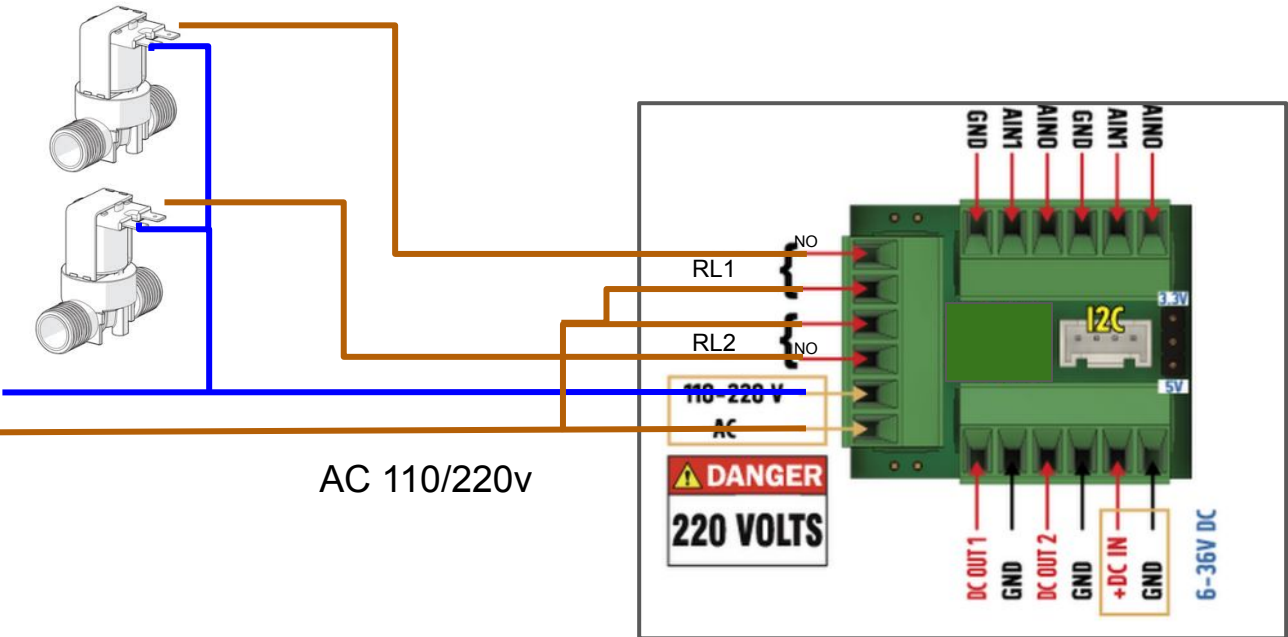 GND
AIN1
AIN0
GND
AIN1
AIN0
NO
RL1
RL2
NO
3.3V
I2C
5V
110-220 V
AC
AC 110/220v
DANGER
220 VOLTS
DC OUT 1
GND
DC OUT 2
GND
+DC IN
GND
6-36V DC